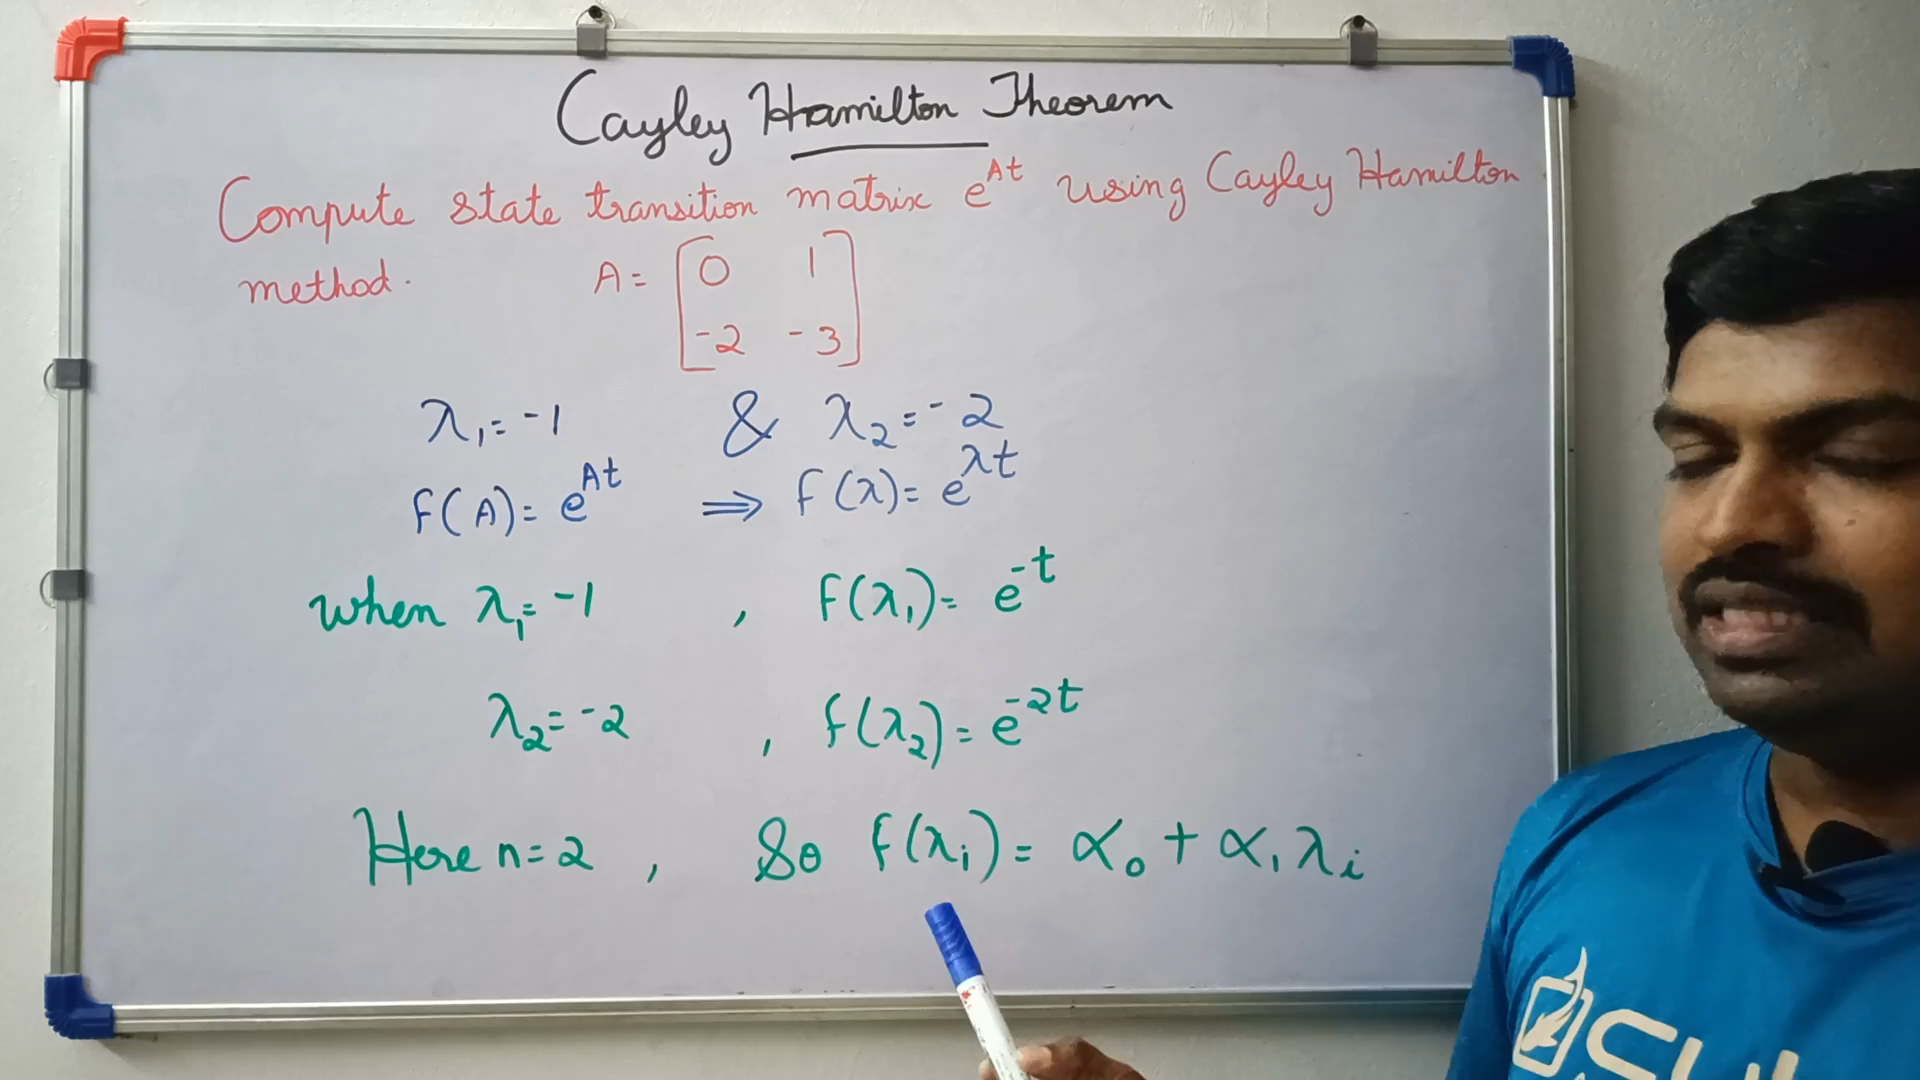 Cayley Hamilton Theorem
Compute state transition matrix e^At using Cayley Hamilton
method. A = [0 1
-2 -3]
λ₁ = -1 & λ₂ = -2
f(A) = e^At ⇒ f(λ) = e^λt
when λ₁ = -1 , f(λ₁) = e^-t
λ₂ = -2 , f(λ₂) = e^-2t
Here n = 2 , So f(λi) = α₀ + α₁ λi